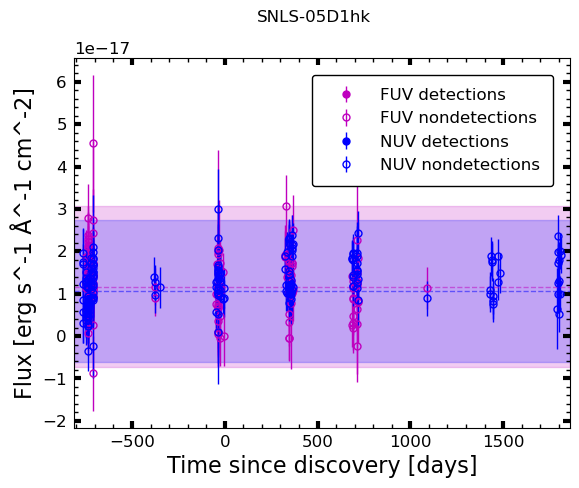 SNLS-05D1hk
1e−17
FUV detections
FUV nondetections
NUV detections
NUV nondetections
6
5
4
3
2
1
0
−1
−2
Flux [erg s^-1 Å^-1 cm^-2]
−500
0
500
1000
1500
Time since discovery [days]